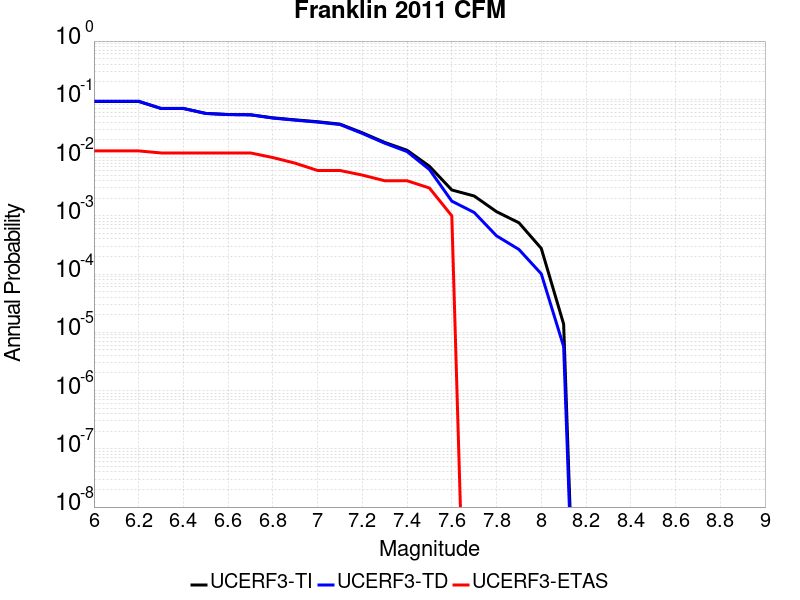 Franklin 2011 CFM
10^0
10^-1
10^-2
10^-3
10^-4
10^-5
10^-6
10^-7
10^-8
Annual Probability
6 6.2 6.4 6.6 6.8 7 7.2 7.4 7.6 7.8 8 8.2 8.4 8.6 8.8 9
Magnitude
UCERF3-TI UCERF3-TD UCERF3-ETAS